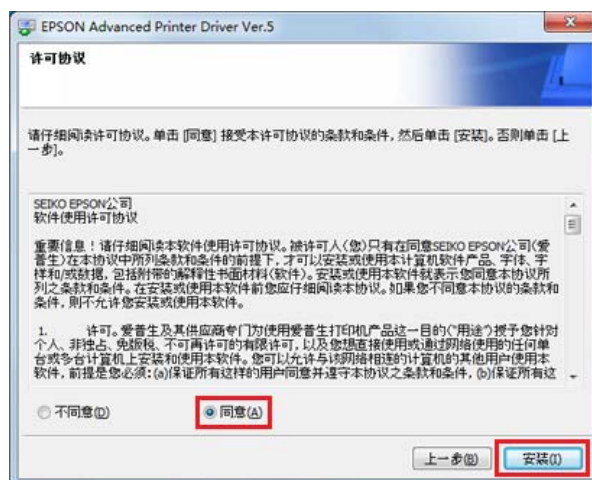 EPSON Advanced Printer Driver Ver.5
许可协议
请仔细阅读许可协议。单击 [同意] 接受本许可协议的条款和条件，然后单击 [安装]。否则单击 [上
一步]。
SEIKO EPSON公司
软件使用许可协议
重要信息！请仔细阅读本软件使用许可协议。被许可人（您）只有在同意SEIKO EPSON公司（爱
普生）在本协议中所列条款和条件的前提下，才可以安装或使用本计算机软件产品、字体、字
样和/或数据，包括附带的解释性书面材料（软件）。安装或使用本软件就表示您同意本协议所
列之条款和条件。在安装或使用本软件前您应仔细阅读本协议。如果您不同意本协议的条款和
条件，则不允许您安装或使用本软件。
1. 许可。爱普生及其供应商专门为使用爱普生打印机产品这一目的（“用途”）授予您针对
个人、非独占、免版税、不可再许可的有限许可，以及您想直接使用或通过网络使用的任何单
台或多台计算机上安装和使用本软件。您可以允许与该网络相连的计算机的其他用户使用本
软件，前提是您必须：(a)保证所有这样的用户同意并遵守本协议之条款和条件，(b)保证所有这
不同意(D)
同意(A)
上一步(B)
安装(I)